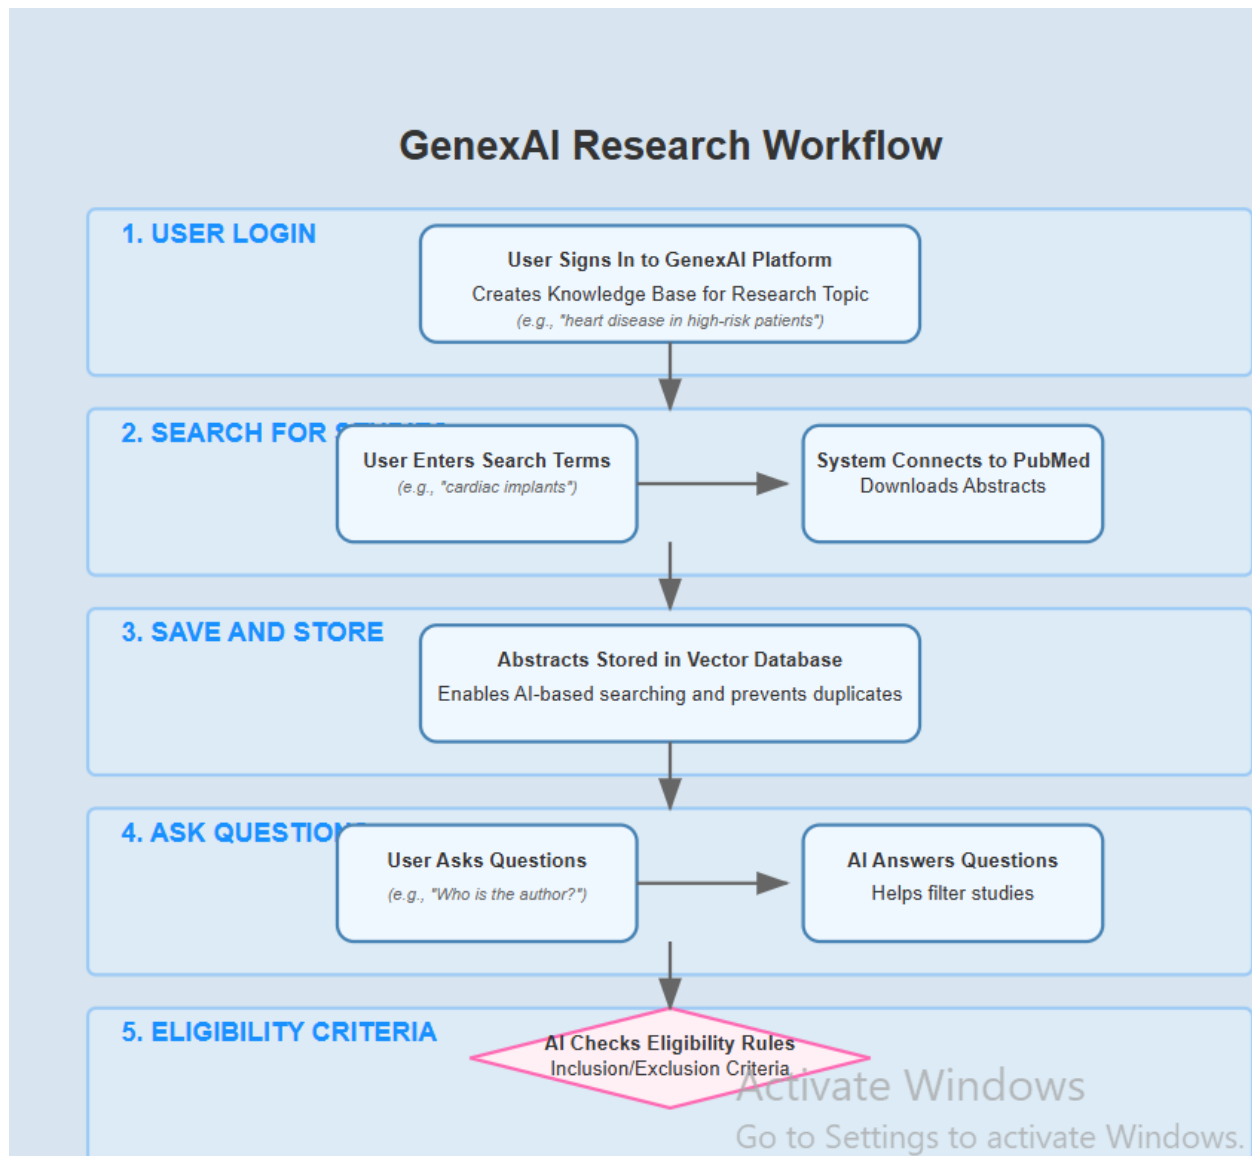 GenexAI Research Workflow
1. USER LOGIN
User Signs In to GenexAI Platform
Creates Knowledge Base for Research Topic
(e.g., "heart disease in high-risk patients")
2. SEARCH FOR
User Enters Search Terms
(e.g., "cardiac implants")
System Connects to PubMed
Downloads Abstracts
3. SAVE AND STORE
Abstracts Stored in Vector Database
Enables AI-based searching and prevents duplicates
4. ASK QUESTIONS
User Asks Questions
(e.g., "Who is the author?")
AI Answers Questions
Helps filter studies
5. ELIGIBILITY CRITERIA
AI Checks Eligibility Rules
Inclusion/Exclusion Criteria
Activate Windows
Go to Settings to activate Windows.